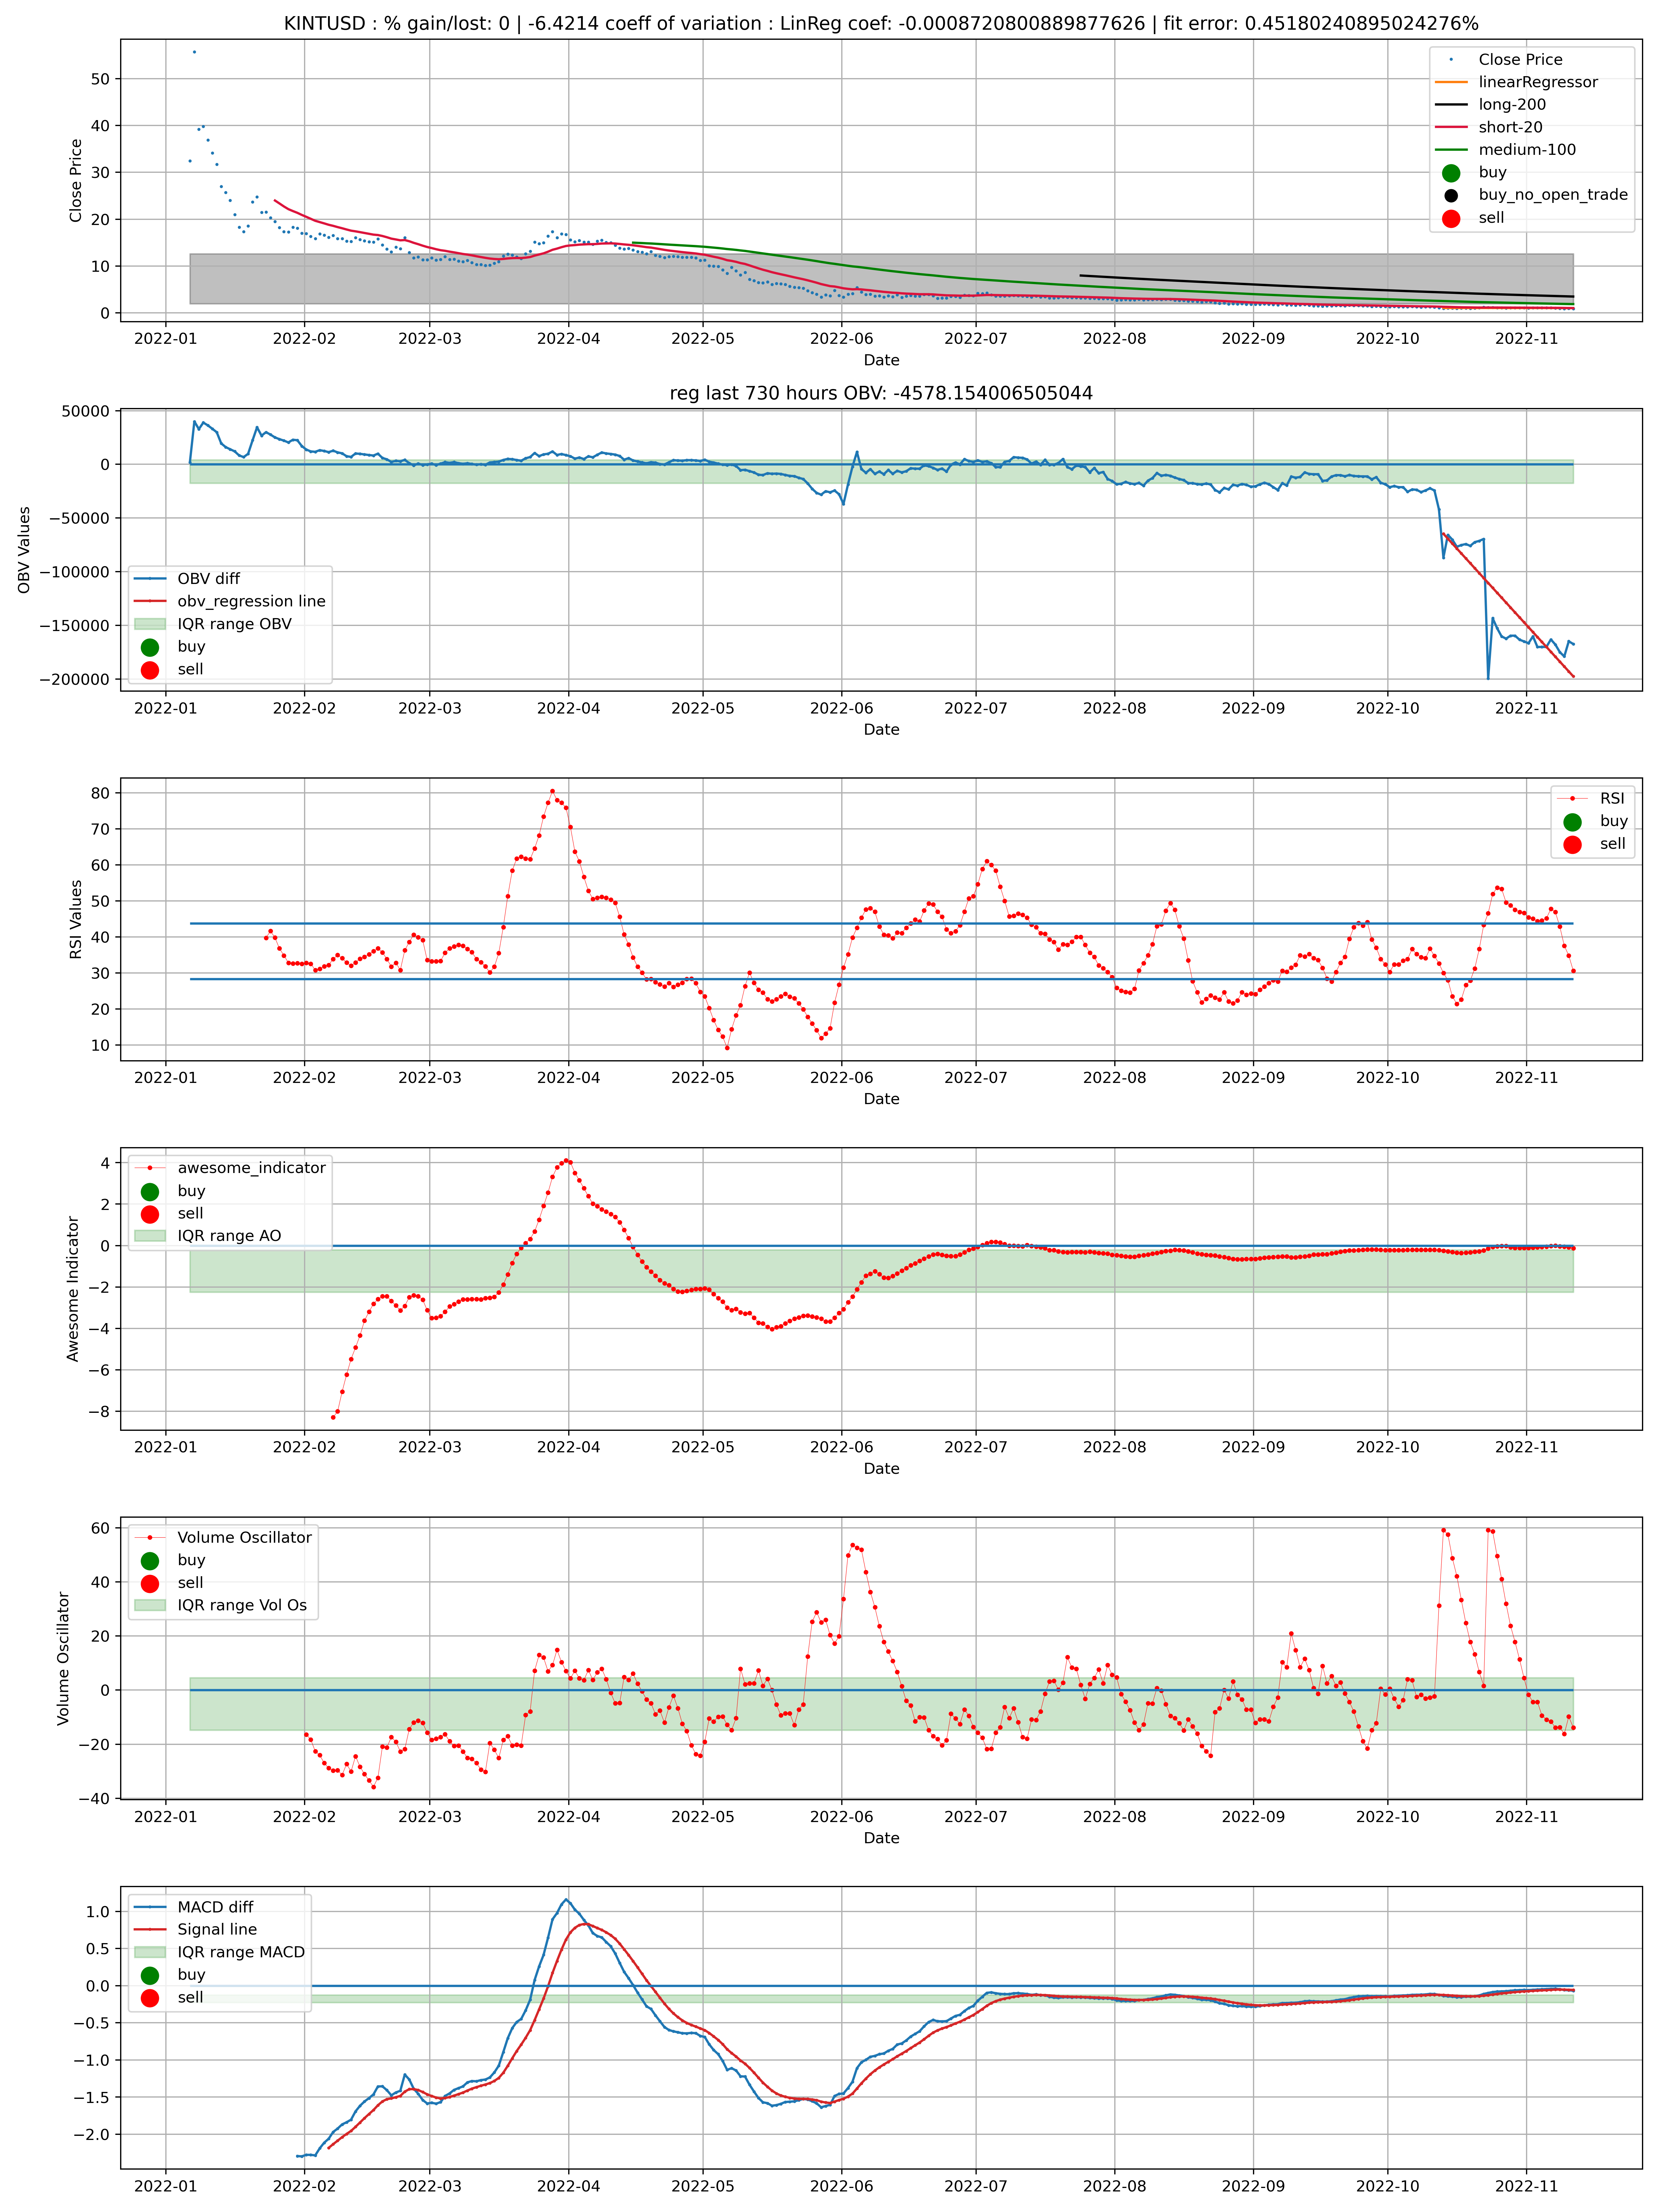 KINTUSD : % gain/lost: 0 | -6.4214 coeff of variation : LinReg coef: -0.0008720800889877626 | fit error: 0.45180240895024276%
Close Price
50
40
30
20
10
0
Close Price
linearRegressor
long-200
short-20
medium-100
buy
buy_no_open_trade
sell
2022-01 2022-02 2022-03 2022-04 2022-05 2022-06 2022-07 2022-08 2022-09 2022-10 2022-11
Date
reg last 730 hours OBV: -4578.154006505044
OBV Values
50000
0
−50000
−100000
−150000
−200000
OBV diff
obv_regression line
IQR range OBV
buy
sell
2022-01 2022-02 2022-03 2022-04 2022-05 2022-06 2022-07 2022-08 2022-09 2022-10 2022-11
Date
RSI Values
80
70
60
50
40
30
20
10
RSI
buy
sell
2022-01 2022-02 2022-03 2022-04 2022-05 2022-06 2022-07 2022-08 2022-09 2022-10 2022-11
Date
Awesome Indicator
4
2
0
−2
−4
−6
−8
awesome_indicator
buy
sell
IQR range AO
2022-01 2022-02 2022-03 2022-04 2022-05 2022-06 2022-07 2022-08 2022-09 2022-10 2022-11
Date
Volume Oscillator
60
40
20
0
−20
−40
Volume Oscillator
buy
sell
IQR range Vol Os
2022-01 2022-02 2022-03 2022-04 2022-05 2022-06 2022-07 2022-08 2022-09 2022-10 2022-11
Date
1.0
0.5
0.0
−0.5
−1.0
−1.5
−2.0
MACD diff
Signal line
IQR range MACD
buy
sell
2022-01 2022-02 2022-03 2022-04 2022-05 2022-06 2022-07 2022-08 2022-09 2022-10 2022-11